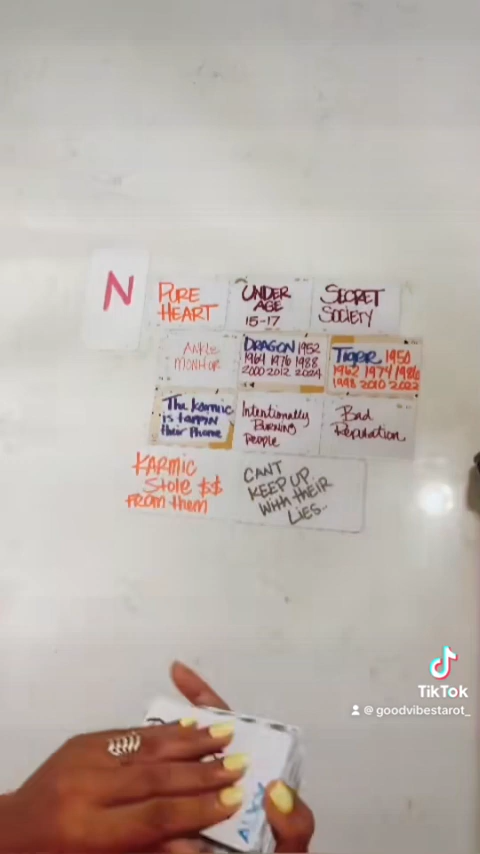 N
PURE
HEART
UNDER
AGE
15-17
SECRET
SOCIETY
ANKLE
MONITOR
DRAGON 1952
1964 1976 1988
2000 2012 2024
TIGER 1950
1962 1974 1986
1998 2010 2022
The karmic
is tappin
their Phone
Intentionally
Burning
People
Bad
Reputation
KARMIC
Stole $$
From them
CANT
KEEP UP
With THEIR
LIES..
TikTok
@goodvibestarot_